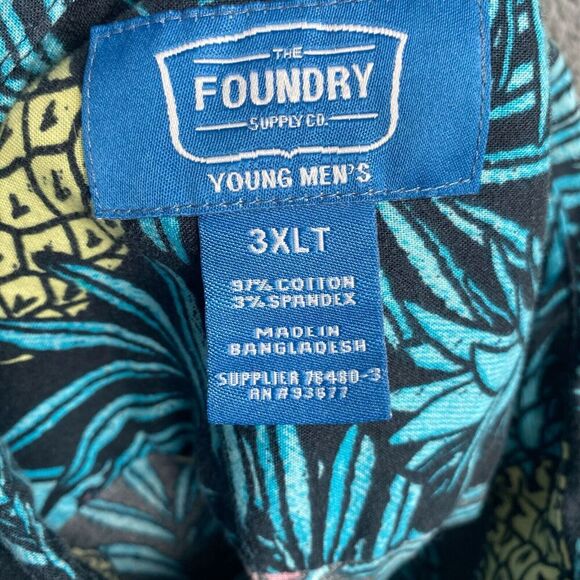 THE
FOUNDRY
SUPPLY CO.
YOUNG MEN'S
3XLT
97% COTTON
3% SPANDEX
MADE IN
BANGLADESH
SUPPLIER 76480-3
RN #93677